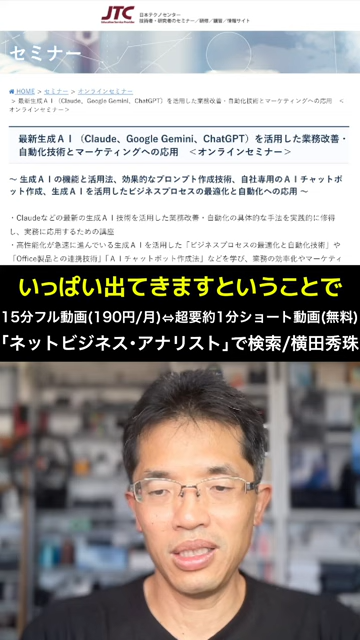 JTC
日本テクノセンター
技術者・研究者のセミナー／研修／講習／情報サイト
セミナー
HOME > セミナー > オンラインセミナー
> 最新生成ＡＩ（Claude、Google Gemini、ChatGPT）を活用した業務改善・自動化技術とマーケティングへの応用　＜オンラインセミナー＞
最新生成ＡＩ（Claude、Google Gemini、ChatGPT）を活用した業務改善・
自動化技術とマーケティングへの応用　＜オンラインセミナー＞
～ 生成ＡＩの機能と活用法、効果的なプロンプト作成技術、自社専用のＡＩチャットボ
ット作成、生成ＡＩを活用したビジネスプロセスの最適化と自動化への応用 ～
・Claudeなどの最新の生成ＡＩ技術を活用した業務改善・自動化の具体的な手法を実践的に修得
し、実務に応用するための講座
・高性能化が急速に進んでいる生成ＡＩを活用した「ビジネスプロセスの最適化と自動化技術」や
「Office製品との連携技術」「ＡＩチャットボット作成法」などを学び、業務の効率化やマーケティ
いっぱい出てきますということで
15分フル動画(190円/月)⇔超要約1分ショート動画(無料)
「ネットビジネス・アナリスト」で検索/横田秀珠